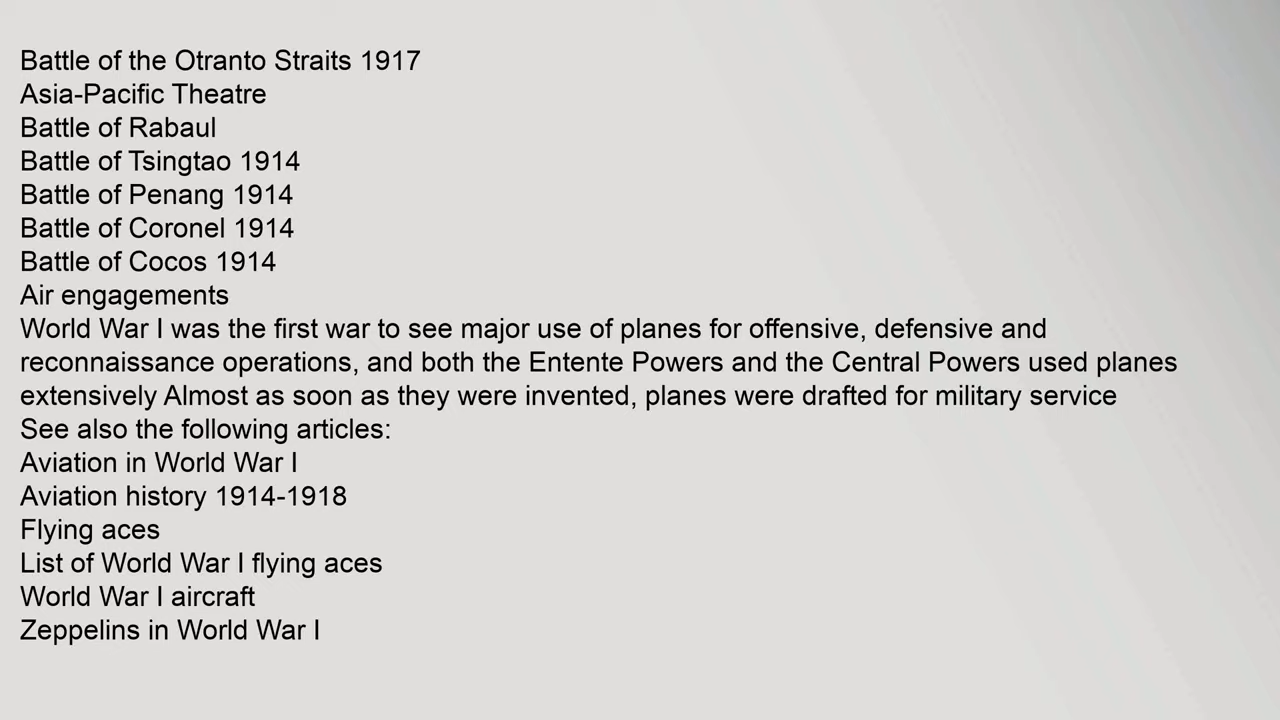 Battle of the Otranto Straits 1917
Asia-Pacific Theatre
Battle of Rabaul
Battle of Tsingtao 1914
Battle of Penang 1914
Battle of Coronel 1914
Battle of Cocos 1914
Air engagements
World War I was the first war to see major use of planes for offensive, defensive and
reconnaissance operations, and both the Entente Powers and the Central Powers used planes
extensively Almost as soon as they were invented, planes were drafted for military service
See also the following articles:
Aviation in World War I
Aviation history 1914-1918
Flying aces
List of World War I flying aces
World War I aircraft
Zeppelins in World War I